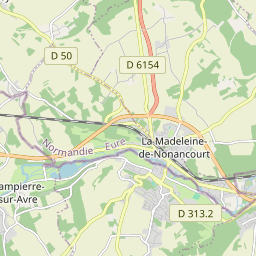 D 50
D 6154
Normandie
Eure
La Madeleine-
de-Nonancourt
ampierre-
sur-Avre
D 313.2